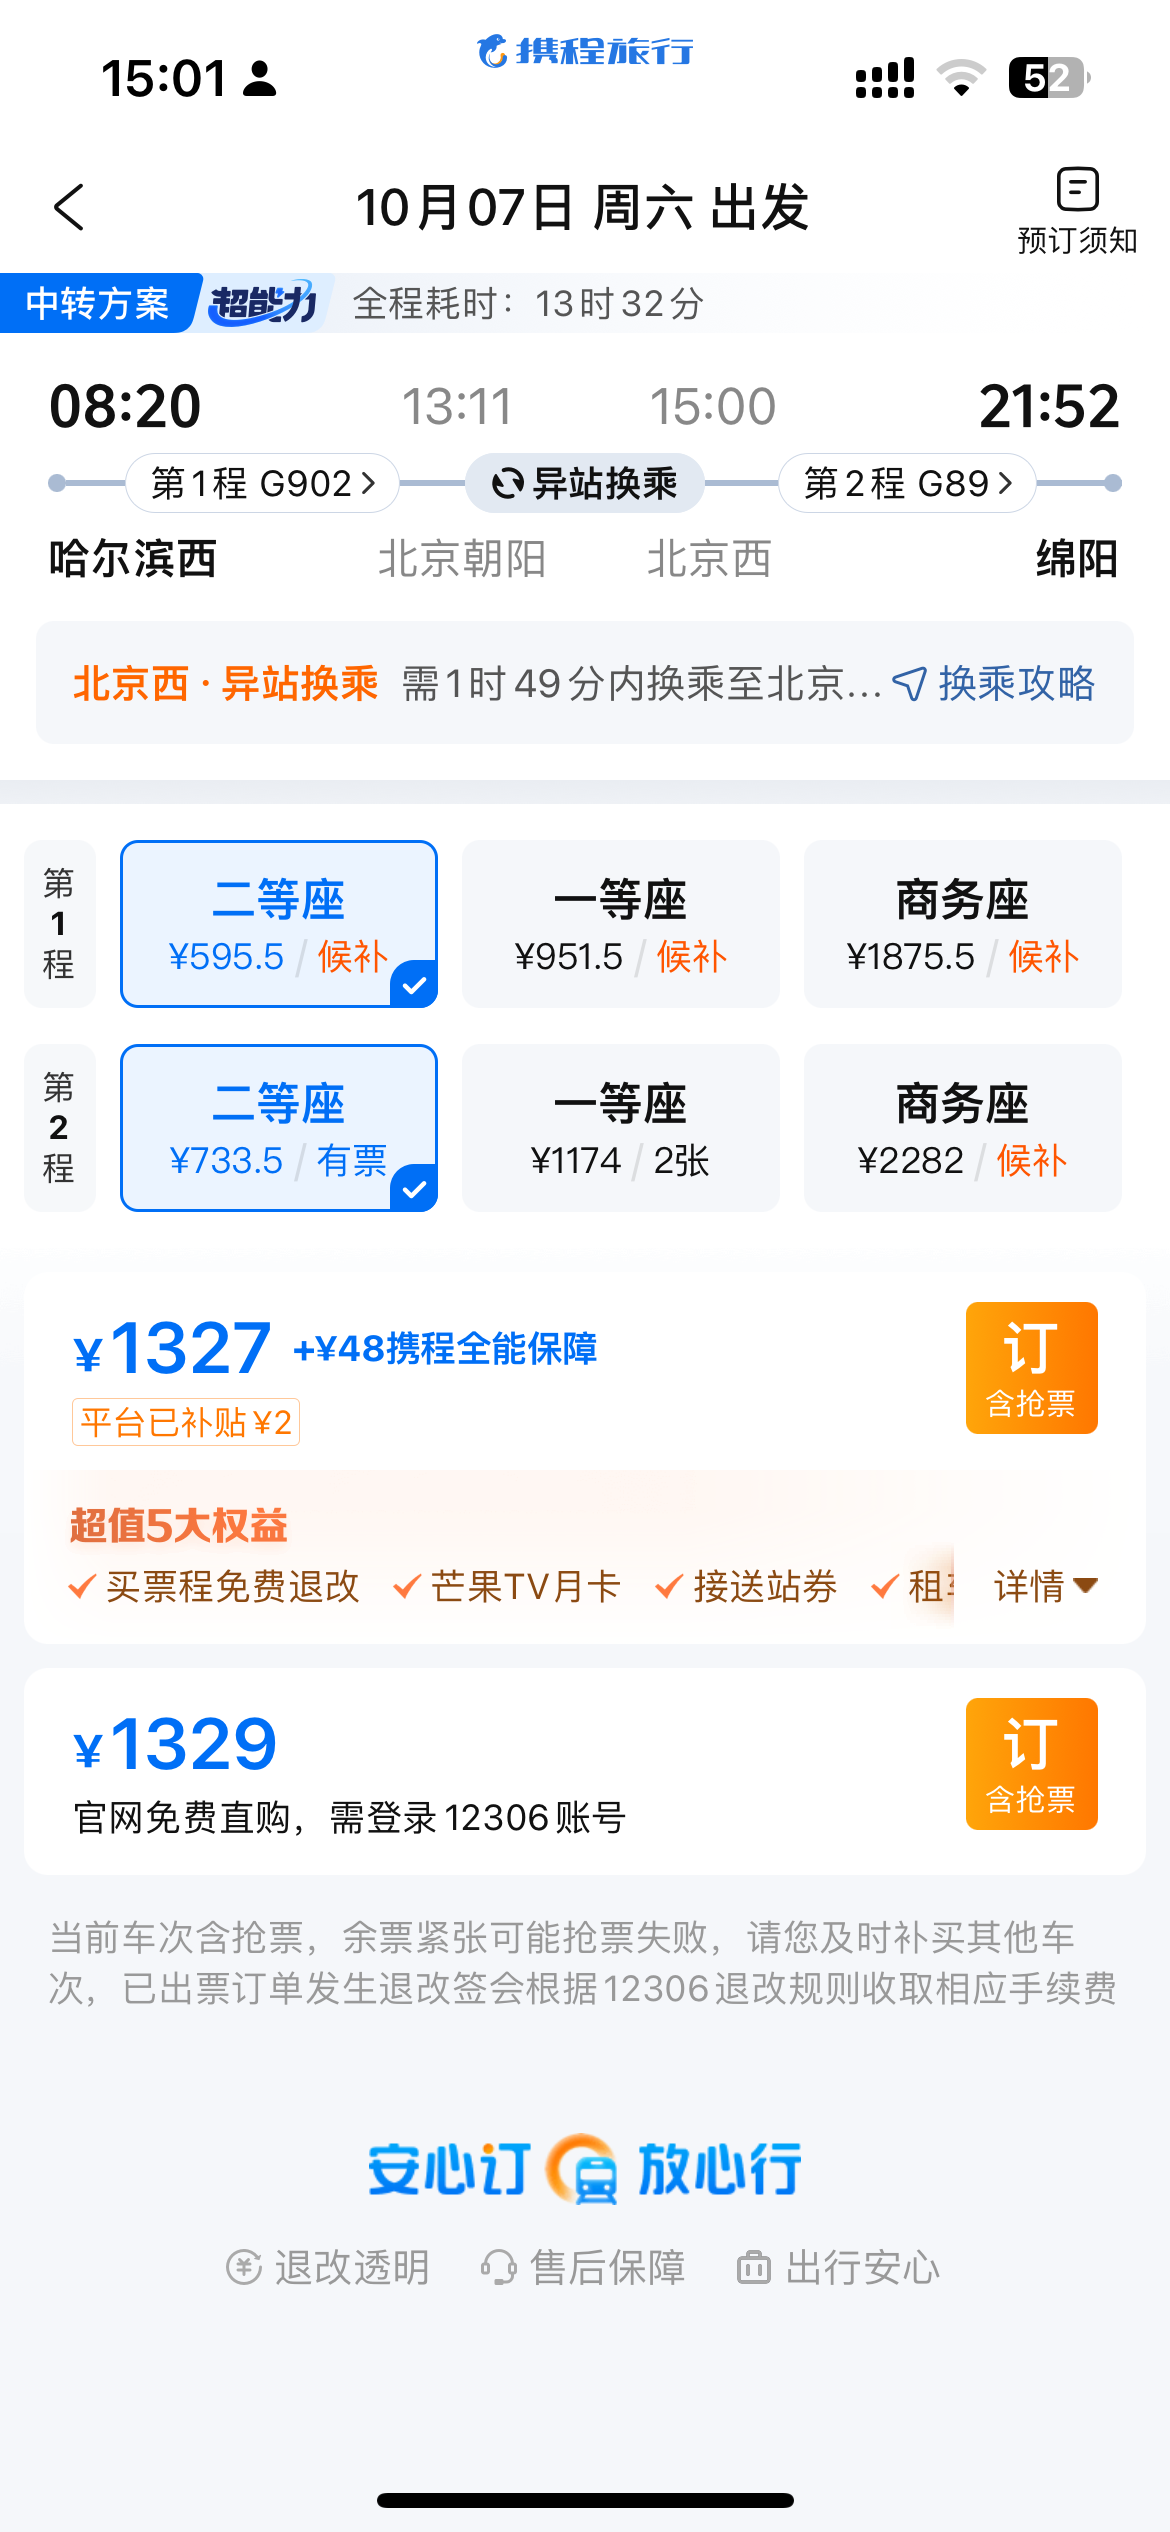 携程旅行
15:01
52
10月07日 周六 出发
预订须知
中转方案 超能力 全程耗时：13时32分
08:20 13:11 15:00 21:52
第1程 G902 异站换乘 第2程 G89
哈尔滨西 北京朝阳 北京西 绵阳
北京西·异站换乘 需1时49分内换乘至北京... 换乘攻略
第1程
二等座 一等座 商务座
¥595.5 / 候补 ¥951.5 / 候补 ¥1875.5 / 候补
第2程
二等座 一等座 商务座
¥733.5 / 有票 ¥1174 / 2张 ¥2282 / 候补
¥1327 +¥48携程全能保障
订
含抢票
平台已补贴¥2
超值5大权益
买票程免费退改 芒果TV月卡 接送站券 租 详情
¥1329
订
含抢票
官网免费直购，需登录12306账号
当前车次含抢票，余票紧张可能抢票失败，请您及时补买其他车
次，已出票订单发生退改签会根据12306退改规则收取相应手续费
安心订 放心行
退改透明 售后保障 出行安心